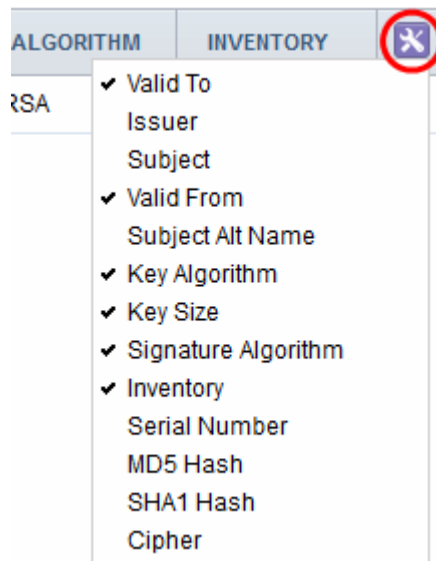 ALGORITHM INVENTORY
RSA
Valid To
Issuer
Subject
Valid From
Subject Alt Name
Key Algorithm
Key Size
Signature Algorithm
Inventory
Serial Number
MD5 Hash
SHA1 Hash
Cipher